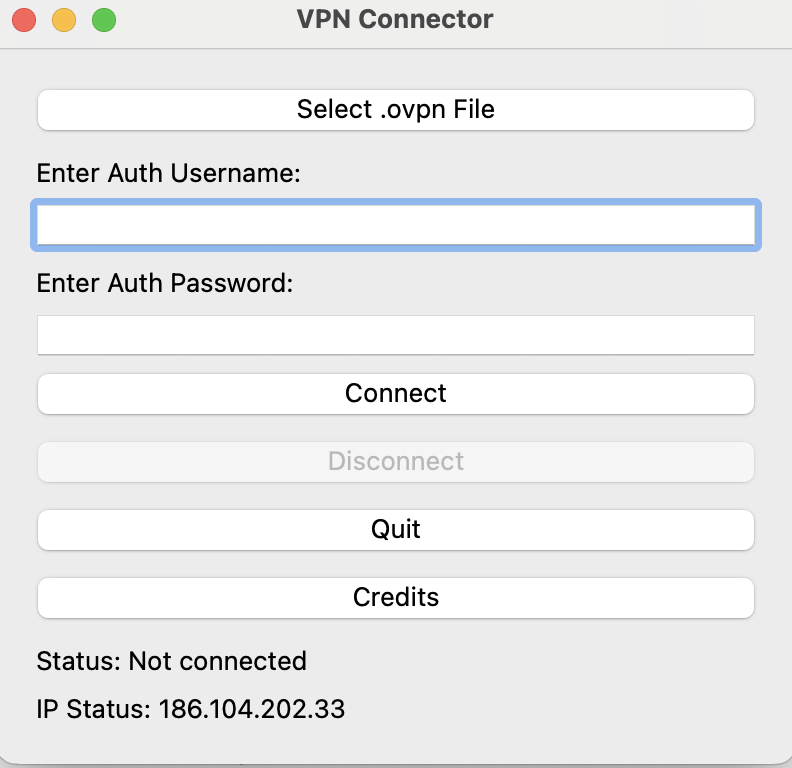 VPN Connector
Select .ovpn File
Enter Auth Username:
Enter Auth Password:
Connect
Disconnect
Quit
Credits
Status: Not connected
IP Status: 186.104.202.33